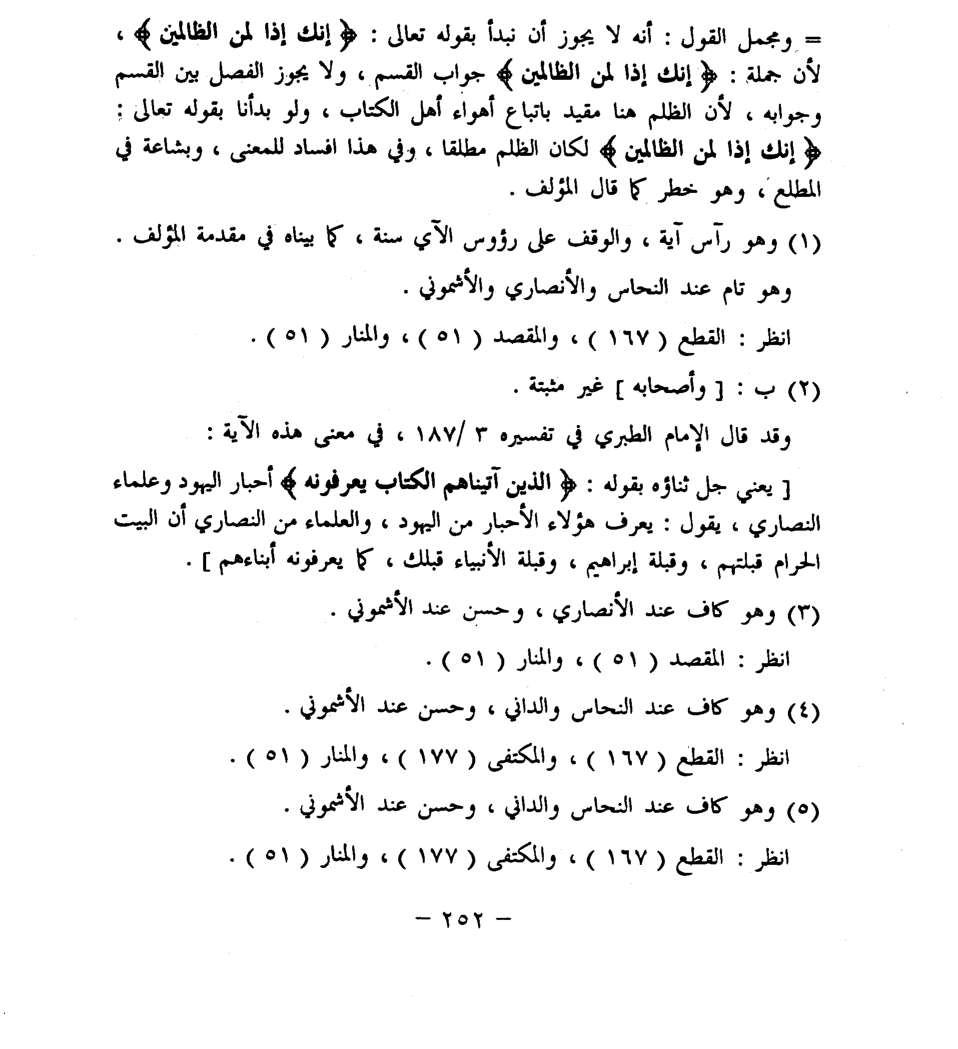 = ومجمل القول : أنه لا يجوز أن نبدأ بقوله تعالى : ﴿ إنك إذا لمن الظالمين ﴾ ،
لأن جملة : ﴿ إنك إذا لمن الظالمين ﴾ جواب القسم ، ولا يجوز الفصل بين القسم
وجوابه ، لأن الظلم هنا مقيد باتباع أهواء أهل الكتاب ، ولو بدأنا بقوله تعالى :
﴿ إنك إذا لمن الظالمين ﴾ لكان الظلم مطلقا ، وفي هذا افساد للمعنى ، وبشاعة في
المطلع ، وهو خطر كما قال المؤلف .
(١) وهو رآس آية ، والوقف على رؤوس الآي سنة ، كما بيناه في مقدمة المؤلف .
وهو تام عند النحاس والأنصاري والأشموني .
انظر : القطع ( ١٦٧ ) ، والمقصد ( ٥١ ) ، والمنار ( ٥١ ) .
(٢) ب : [ وأصحابه ] غير مثبتة .
وقد قال الإمام الطبري في تفسيره ٣ /١٨٧ ، في معنى هذه الآية :
[ يعني جل ثناؤه بقوله : ﴿ الذين آتيناهم الكتاب يعرفونه ﴾ أحبار اليهود وعلماء
النصاري ، يقول : يعرف هؤلاء الأحبار من اليهود ، والعلماء من النصاري أن البيت
الحرام قبلتهم ، وقبلة إبراهيم ، وقبلة الأنبياء قبلك ، كما يعرفونه أبناءهم ] .
(٣) وهو كاف عند الأنصاري ، وحسن عند الأشموني .
انظر : المقصد ( ٥١ ) ، والمنار ( ٥١ ) .
(٤) وهو كاف عند النحاس والداني ، وحسن عند الأشموني .
انظر : القطع ( ١٦٧ ) ، والمكتفى ( ١٧٧ ) ، والمنار ( ٥١ ) .
(٥) وهو كاف عند النحاس والداني ، وحسن عند الأشموني .
انظر : القطع ( ١٦٧ ) ، والمكتفى ( ١٧٧ ) ، والمنار ( ٥١ ) .
– ٢٥٢ –